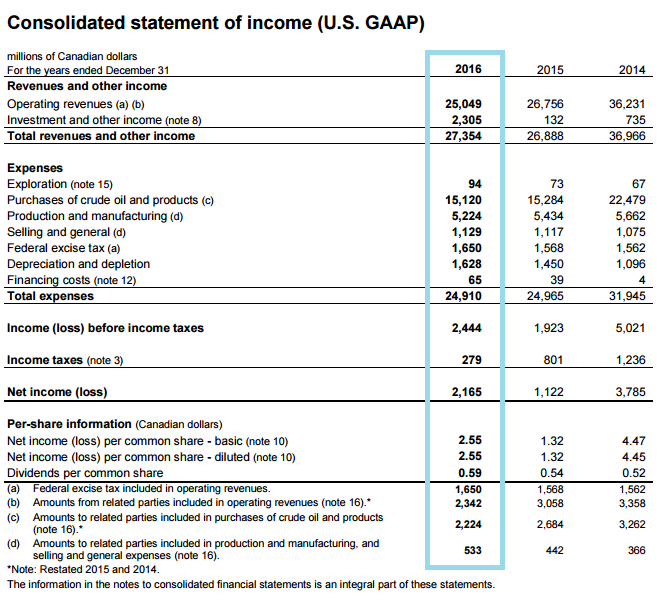 Consolidated statement of income (U.S. GAAP)
millions of Canadian dollars
For the years ended December 31 2016 2015 2014
Revenues and other income
Operating revenues (a) (b) 25,049 26,756 36,231
Investment and other income (note 8) 2,305 132 735
Total revenues and other income 27,354 26,888 36,966
Expenses
Exploration (note 15) 94 73 67
Purchases of crude oil and products (c) 15,120 15,284 22,479
Production and manufacturing (d) 5,224 5,434 5,662
Selling and general (d) 1,129 1,117 1,075
Federal excise tax (a) 1,650 1,568 1,562
Depreciation and depletion 1,628 1,450 1,096
Financing costs (note 12) 65 39 4
Total expenses 24,910 24,965 31,945
Income (loss) before income taxes 2,444 1,923 5,021
Income taxes (note 3) 279 801 1,236
Net income (loss) 2,165 1,122 3,785
Per-share information (Canadian dollars)
Net income (loss) per common share - basic (note 10) 2.55 1.32 4.47
Net income (loss) per common share - diluted (note 10) 2.55 1.32 4.45
Dividends per common share 0.59 0.54 0.52
(a) Federal excise tax included in operating revenues. 1,650 1,568 1,562
(b) Amounts from related parties included in operating revenues (note 16).* 2,342 3,058 3,358
(c) Amounts to related parties included in purchases of crude oil and products
(note 16).* 2,224 2,684 3,262
(d) Amounts to related parties included in production and manufacturing, and
selling and general expenses (note 16). 533 442 366
*Note: Restated 2015 and 2014.
The information in the notes to consolidated financial statements is an integral part of these statements.